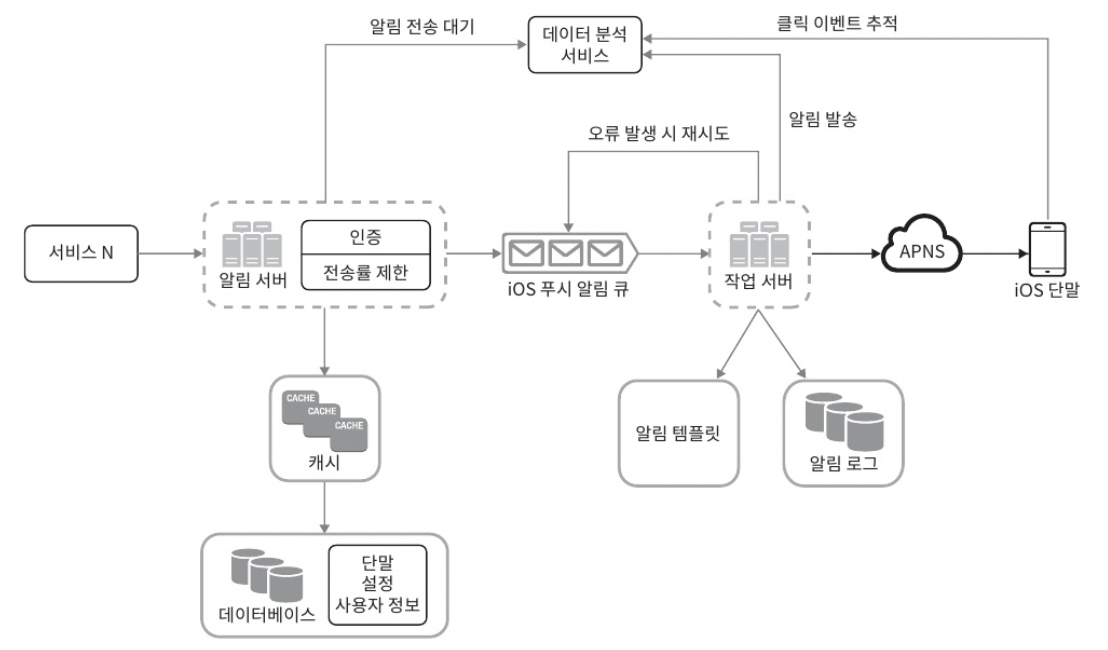 알림 전송 대기
데이터 분석
서비스
클릭 이벤트 추적
알림 발송
오류 발생 시 재시도
서비스 N
알림 서버
인증
전송률 제한
iOS 푸시 알림 큐
작업 서버
APNS
iOS 단말
CACHE
CACHE
CACHE
캐시
알림 템플릿
알림 로그
데이터베이스
단말
설정
사용자 정보